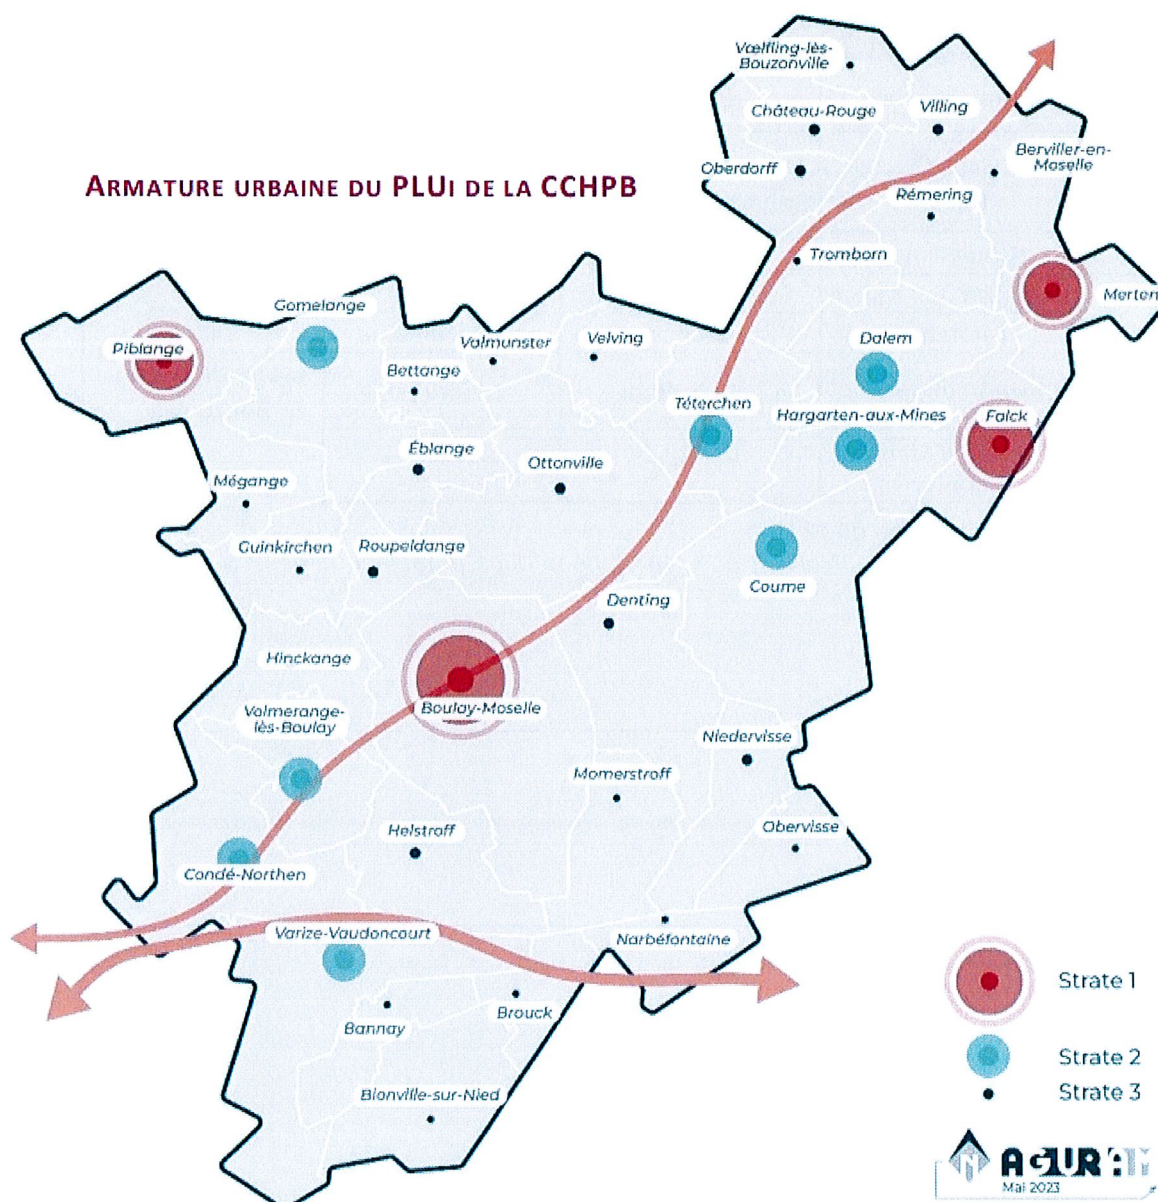 Vœlfling-lès-
Bouzonville
Château-Rouge
Villing
Oberdorff
Berviller-en-
Moselle
ARMATURE URBAINE DU PLUi DE LA CCHPB
Rémering
Tromborn
Merten
Gomelange
Piblange
Valmunster
Velving
Dalem
Bettange
Téterchen
Hargarten-aux-Mines
Falck
Éblange
Ottonville
Mégange
Guinkirchen
Roupeldange
Coume
Denting
Hinckange
Volmerange-
lès-Boulay
Boulay-Moselle
Niedervisse
Momerstroff
Obervisse
Helstroff
Condé-Northen
Varize-Vaudoncourt
Narbéfontaine
Bannay
Brouck
Bionville-sur-Nied
Strate 1
Strate 2
Strate 3
N
AGURAM
Mai 2023